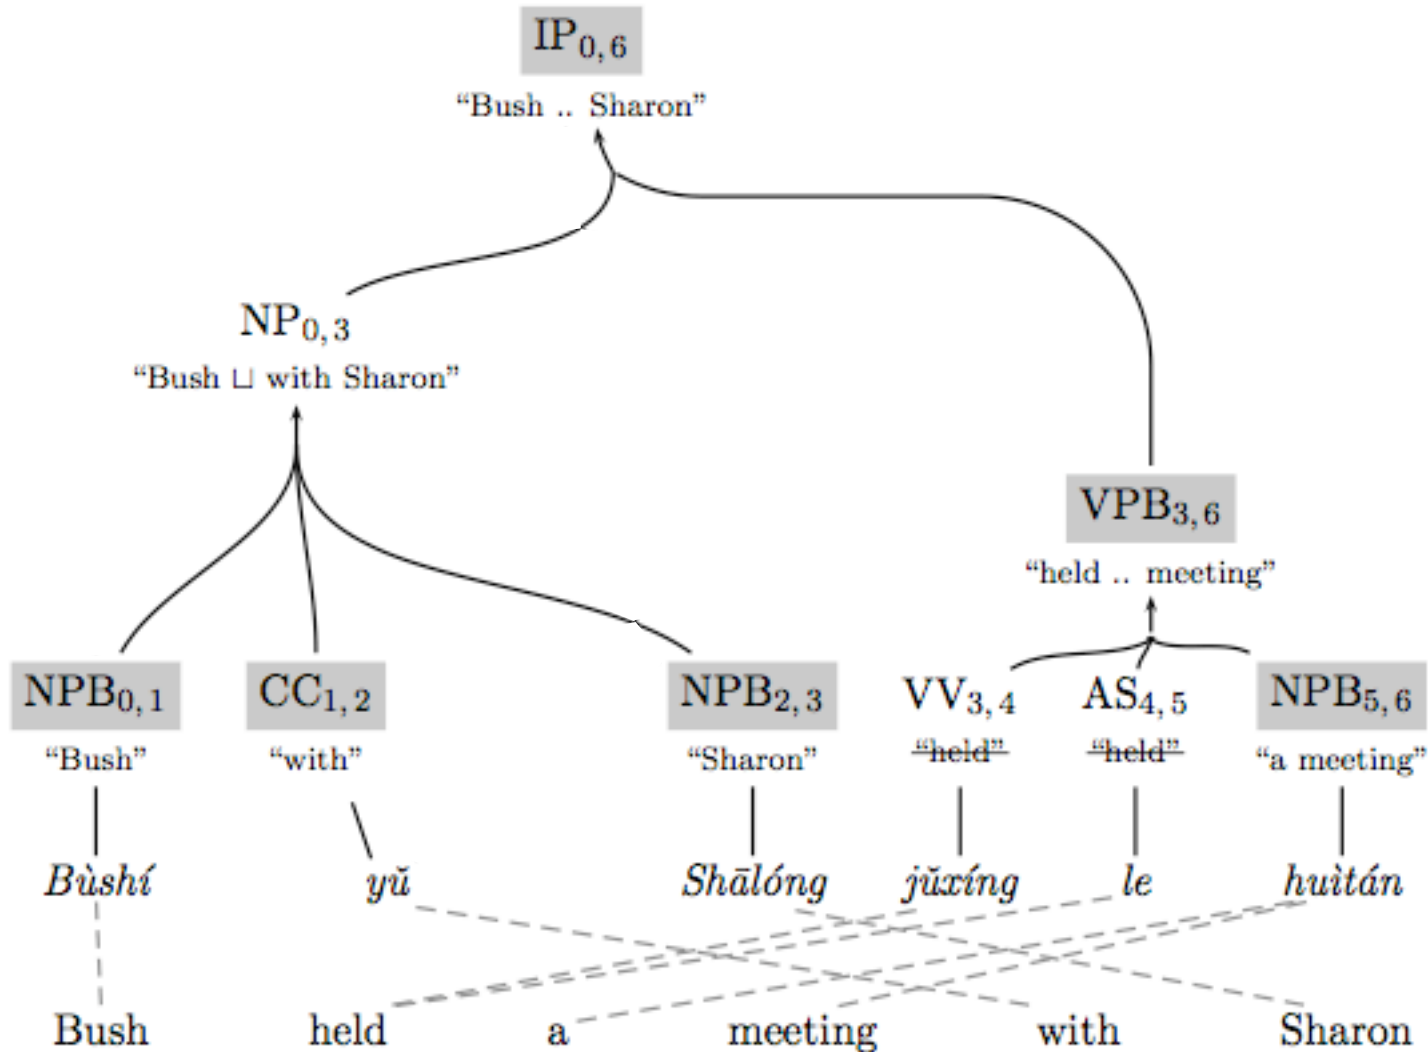 IP0,6
“Bush .. Sharon”
NP0,3
“Bush ⊔ with Sharon”
VPB3,6
“held .. meeting”
NPB0,1 CC1,2 NPB2,3 VV3,4 AS4,5 NPB5,6
“Bush” “with” “Sharon” “held” “held” “a meeting”
Bùshí yǔ Shālóng jǔxíng le huìtán
Bush held a meeting with Sharon